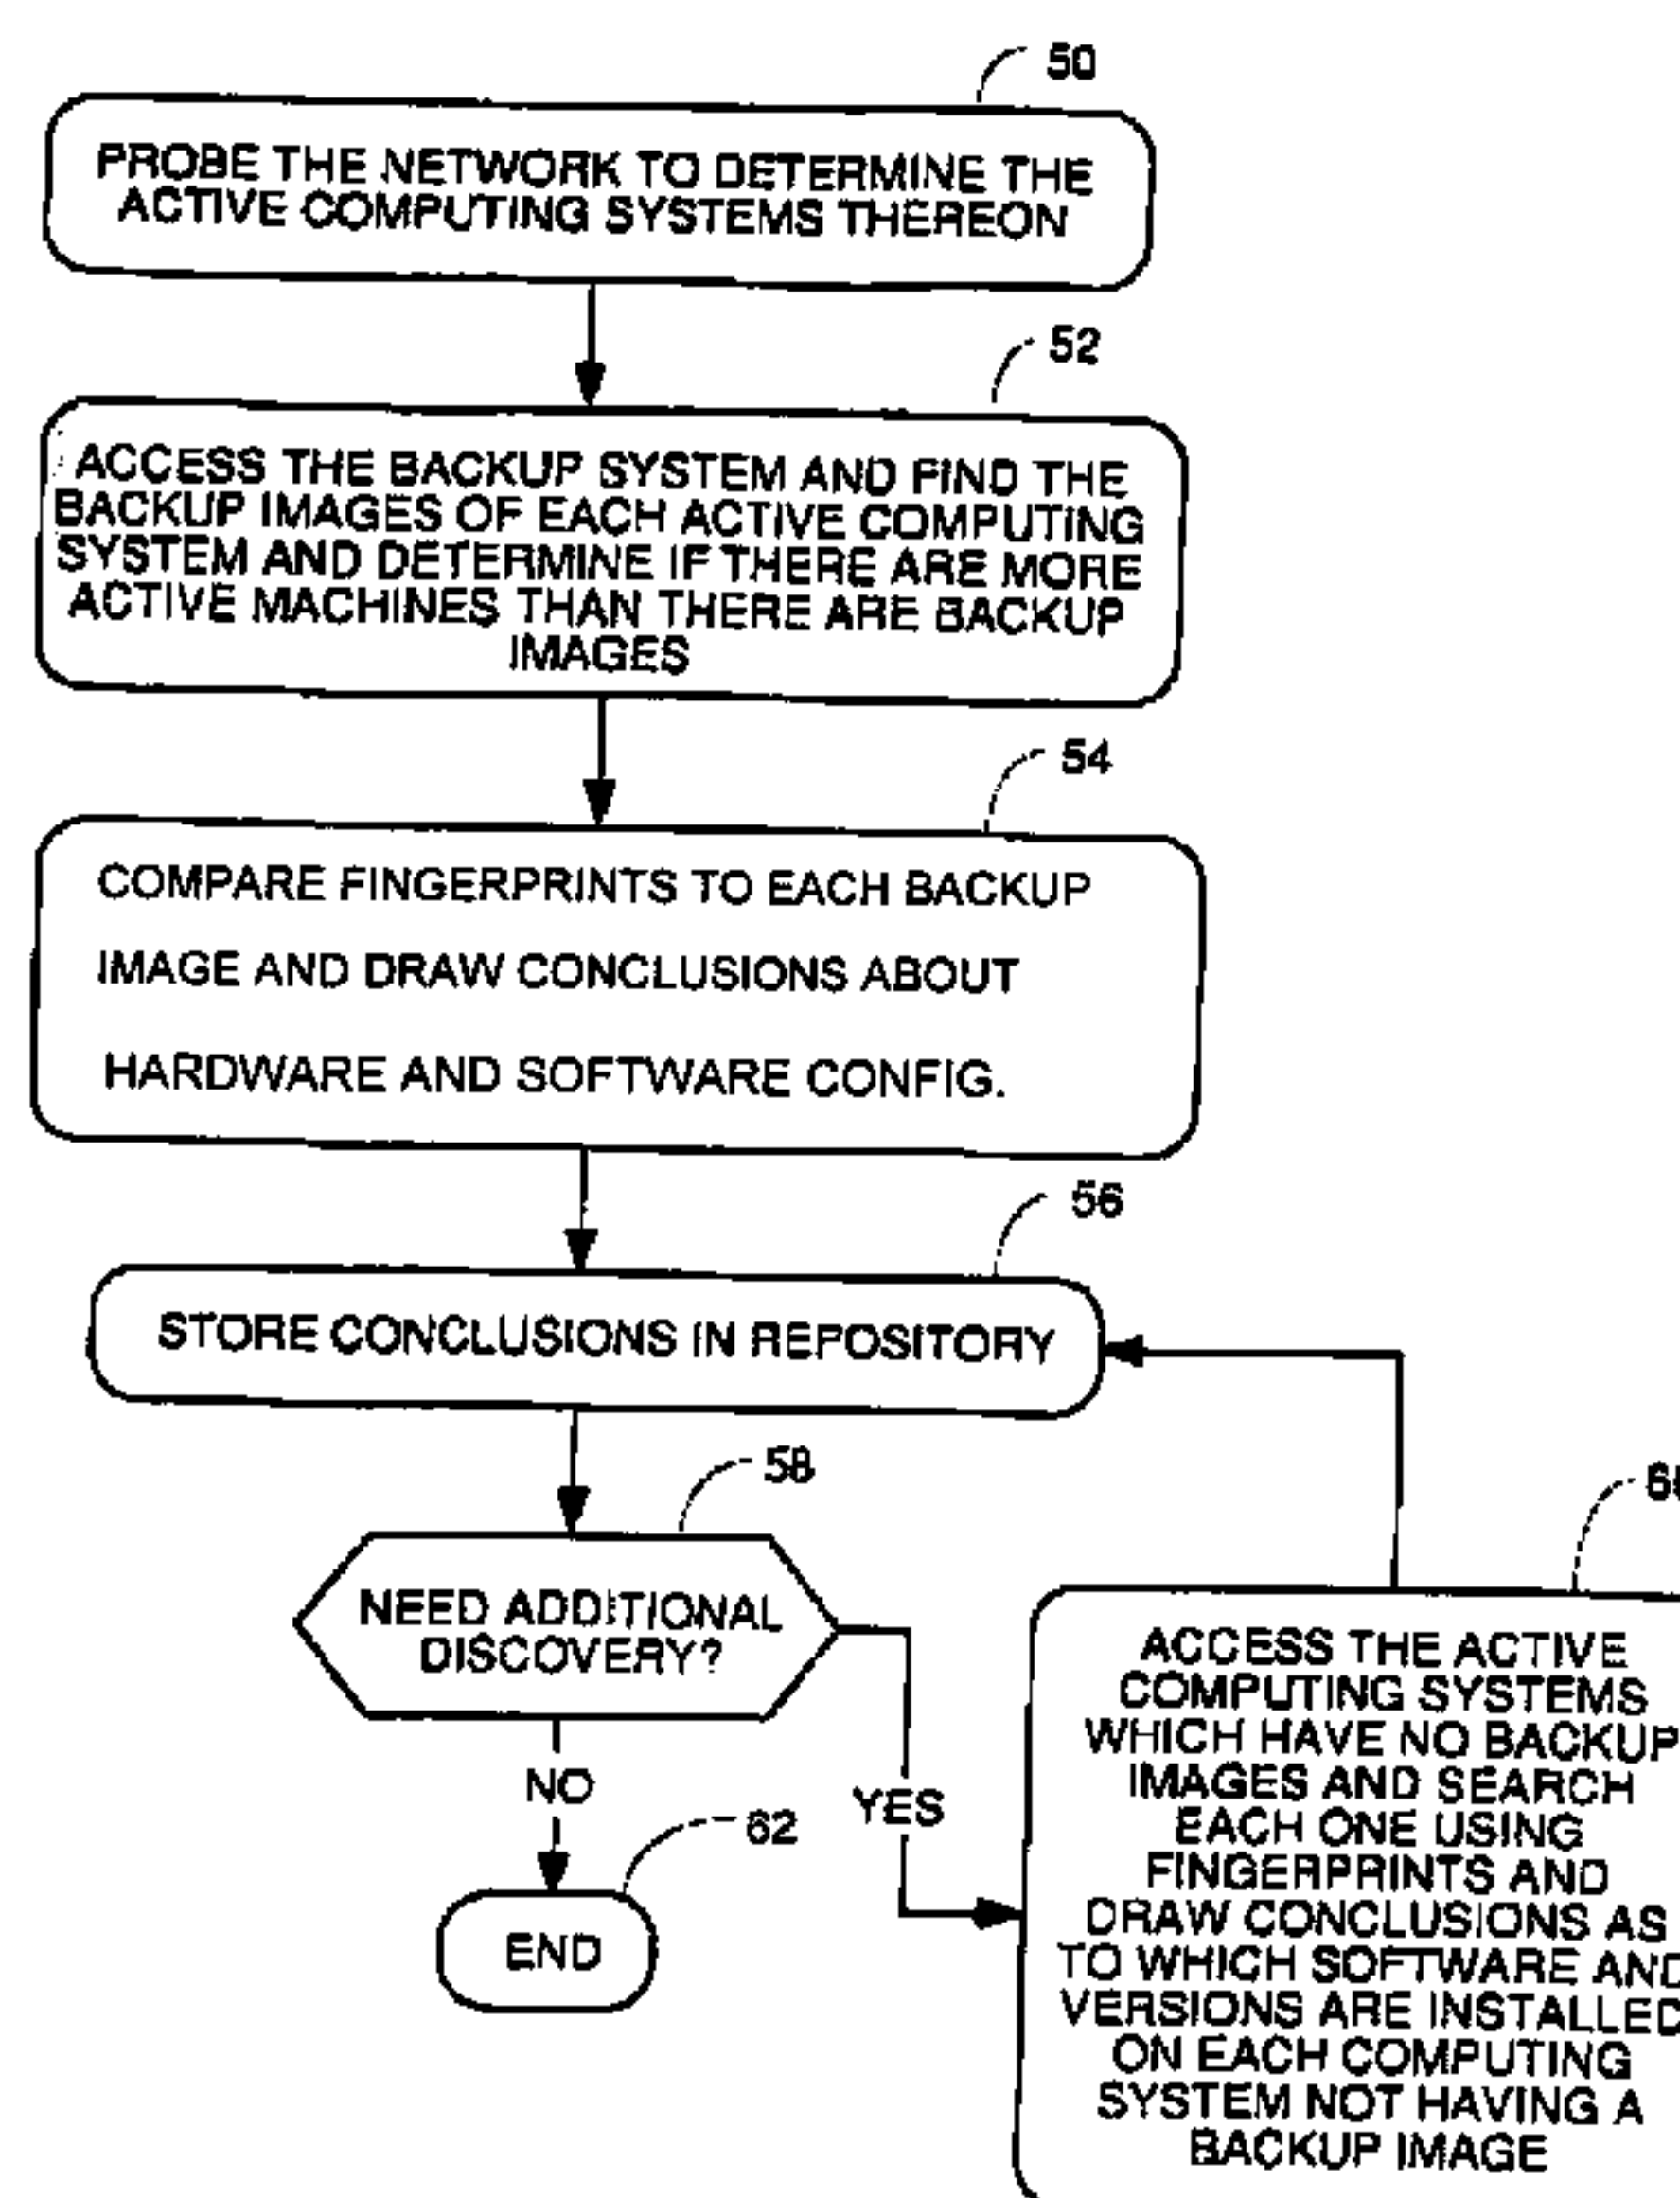 50
PROBE THE NETWORK TO DETERMINE THE
ACTIVE COMPUTING SYSTEMS THEREON
52
ACCESS THE BACKUP SYSTEM AND FIND THE
BACKUP IMAGES OF EACH ACTIVE COMPUTING
SYSTEM AND DETERMINE IF THERE ARE MORE
ACTIVE MACHINES THAN THERE ARE BACKUP
IMAGES
54
COMPARE FINGERPRINTS TO EACH BACKUP
IMAGE AND DRAW CONCLUSIONS ABOUT
HARDWARE AND SOFTWARE CONFIG.
56
STORE CONCLUSIONS IN REPOSITORY
58
NEED ADDITIONAL
DISCOVERY?
NO
YES
62
END
ACCESS THE ACTIVE
COMPUTING SYSTEMS
WHICH HAVE NO BACKUP
IMAGES AND SEARCH
EACH ONE USING
FINGERPRINTS AND
DRAW CONCLUSIONS AS
TO WHICH SOFTWARE AND
VERSIONS ARE INSTALLED
ON EACH COMPUTING
SYSTEM NOT HAVING A
BACKUP IMAGE